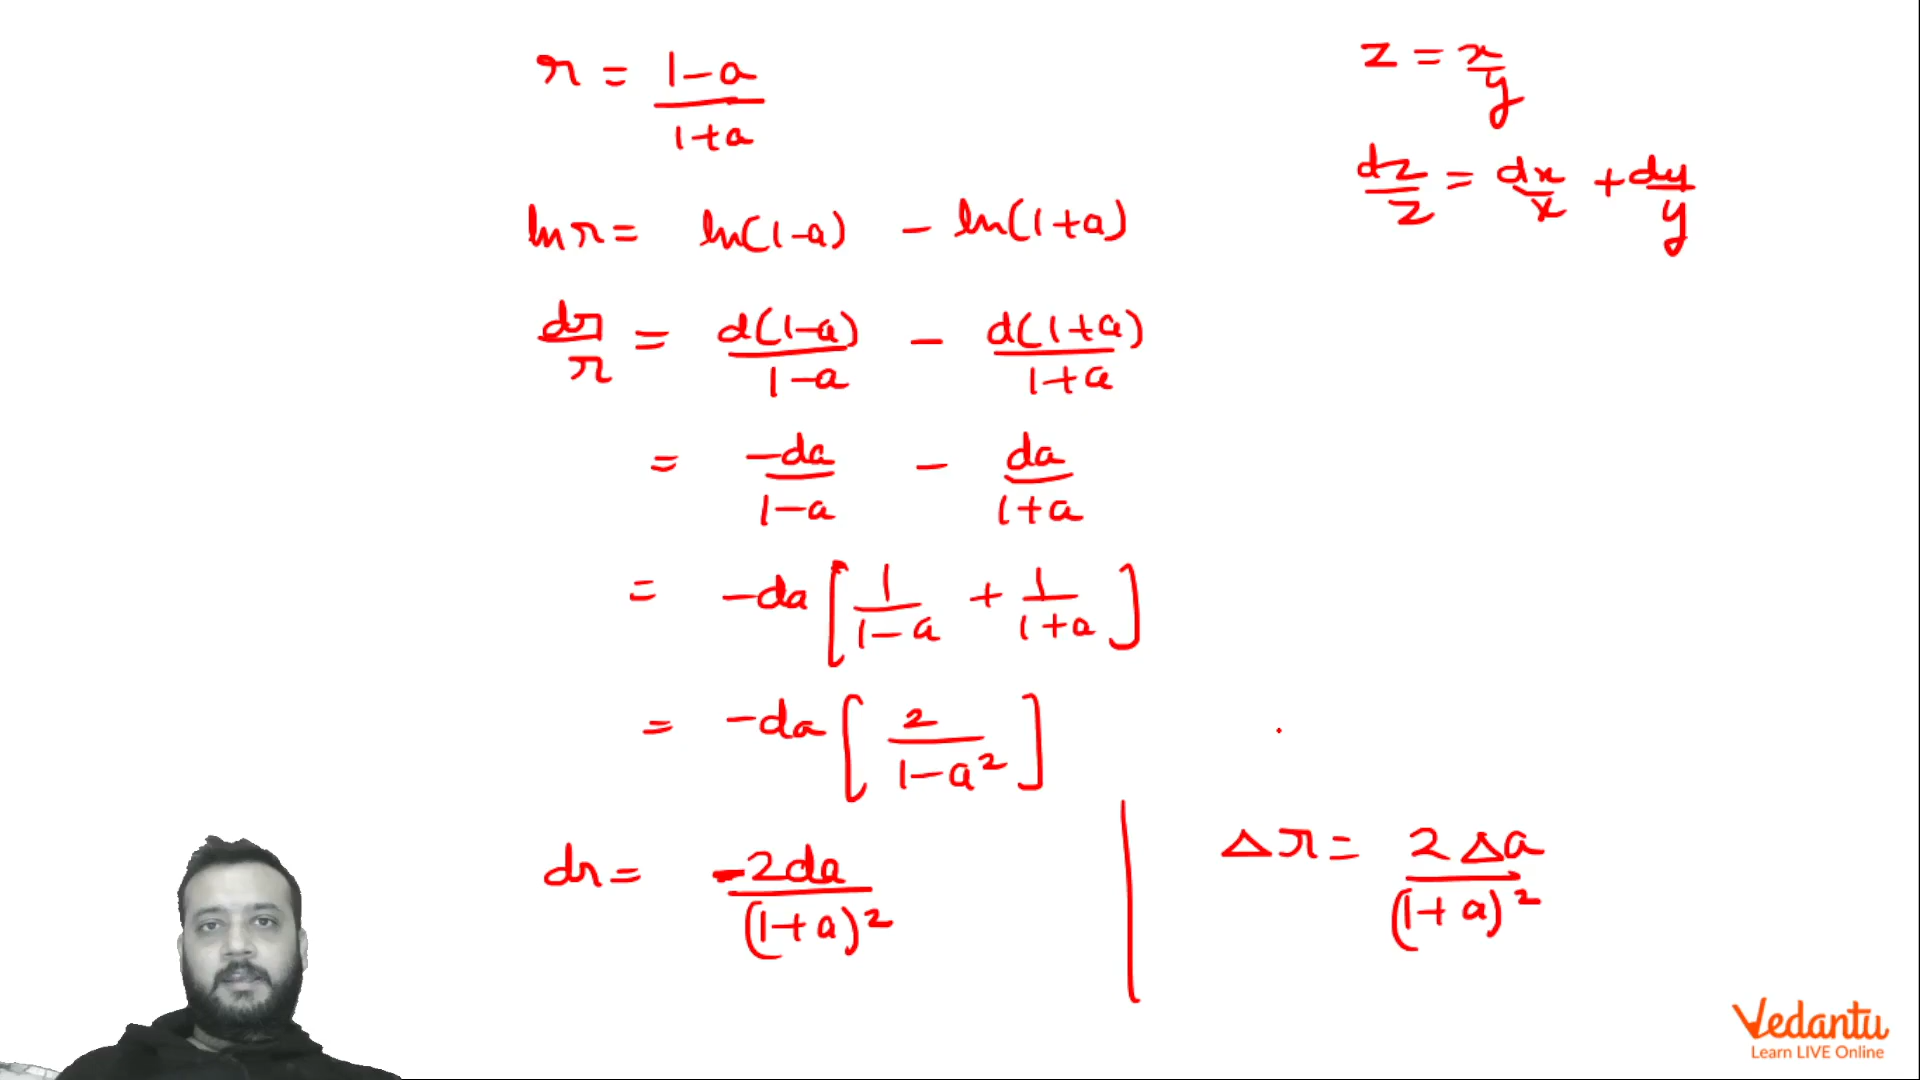 r = (1-a)/(1+a)
ln r = ln(1-a) - ln(1+a)
dr/r = d(1-a)/(1-a) - d(1+a)/(1+a)
= -da/(1-a) - da/(1+a)
= -da [ 1/(1-a) + 1/(1+a) ]
= -da [ 2/(1-a²) ]
dr = -2da/(1+a)²
z = x/y
dz/z = dx/x + dy/y
Δr = 2Δa/(1+a)²
Vedantu
Learn LIVE Online